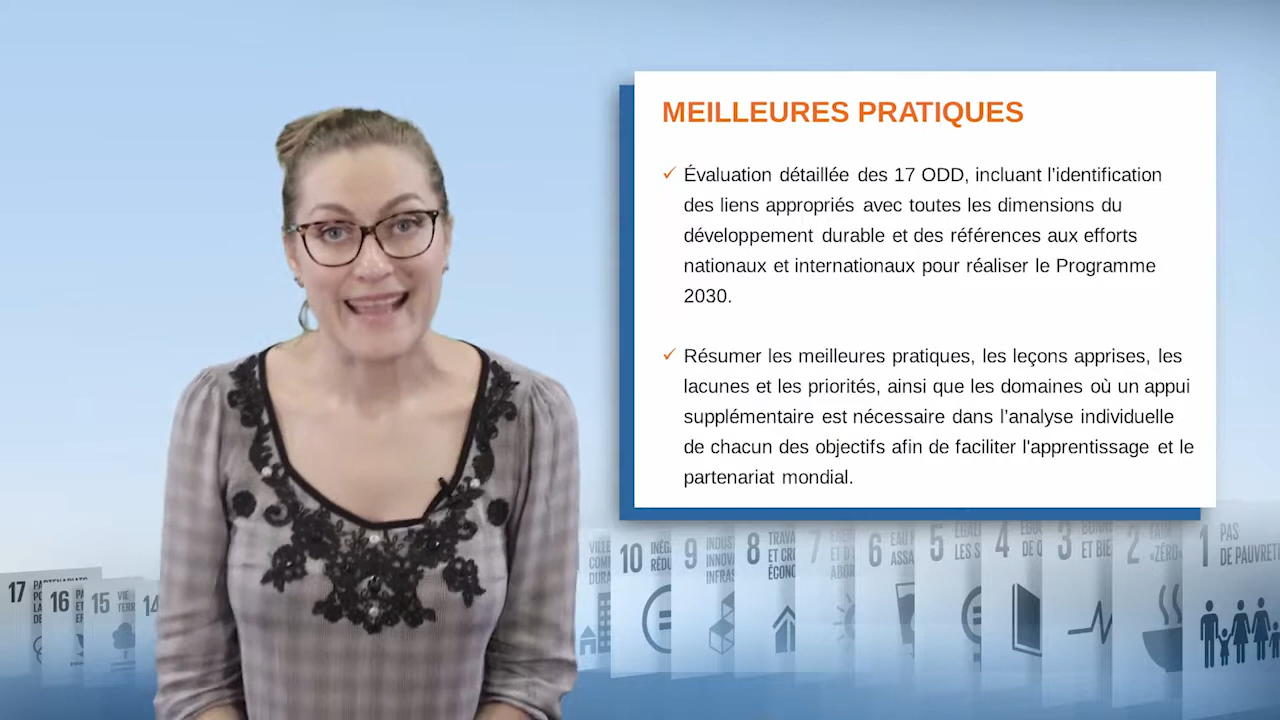 MEILLEURES PRATIQUES
✓ Évaluation détaillée des 17 ODD, incluant l'identification
des liens appropriés avec toutes les dimensions du
développement durable et des références aux efforts
nationaux et internationaux pour réaliser le Programme
2030.
✓ Résumer les meilleures pratiques, les leçons apprises, les
lacunes et les priorités, ainsi que les domaines où un appui
supplémentaire est nécessaire dans l'analyse individuelle
de chacun des objectifs afin de faciliter l'apprentissage et le
partenariat mondial.
17
16
15 VIE
14
10
9
8
7
6
5
4
3
2
1 PAS
DE PAUVRETÉ